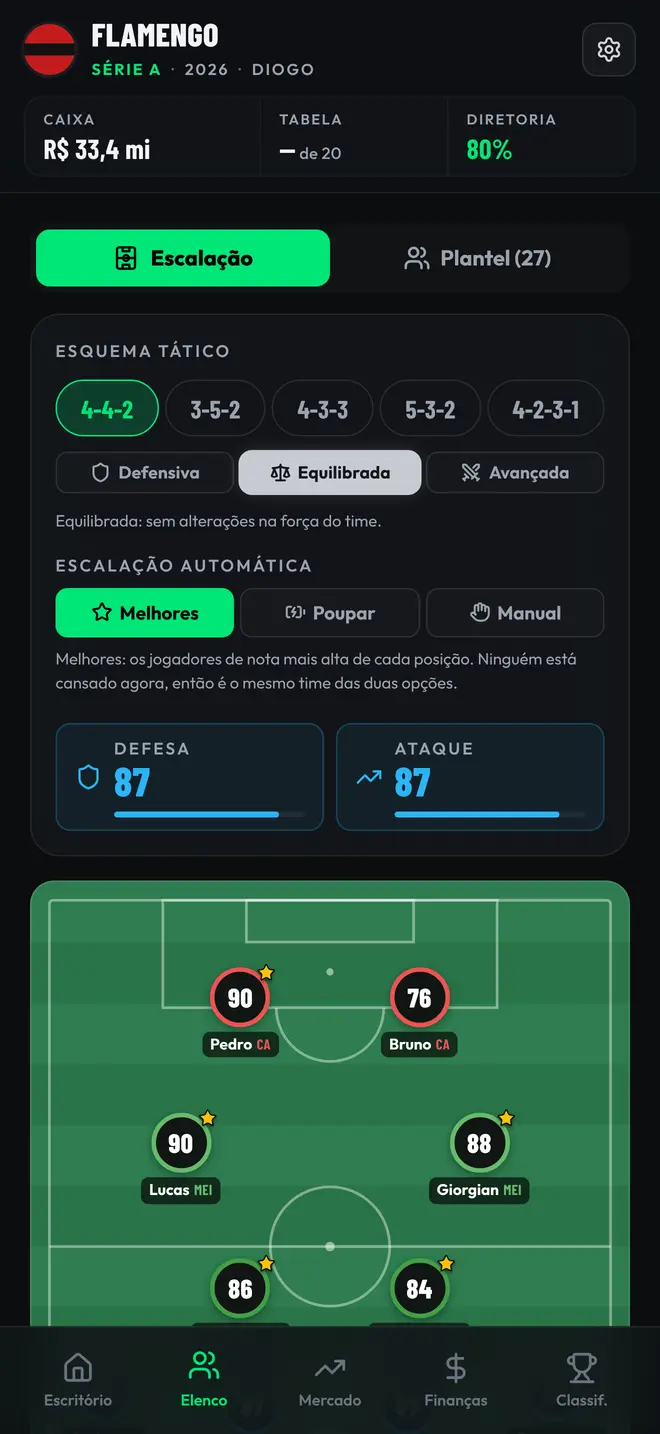 FLAMENGO
SÉRIE A · 2026 · DIOGO
CAIXA
R$ 33,4 mi
TABELA
– de 20
DIRETORIA
80%
Escalação
Plantel (27)
ESQUEMA TÁTICO
4-4-2
3-5-2
4-3-3
5-3-2
4-2-3-1
Defensiva
Equilibrada
Avançada
Equilibrada: sem alterações na força do time.
ESCALAÇÃO AUTOMÁTICA
Melhores
Poupar
Manual
Melhores: os jogadores de nota mais alta de cada posição. Ninguém está
cansado agora, então é o mesmo time das duas opções.
DEFESA
87
ATAQUE
87
90
Pedro CA
76
Bruno CA
90
Lucas MEI
88
Giorgian MEI
86
84
Escritório
Elenco
Mercado
Finanças
Classif.